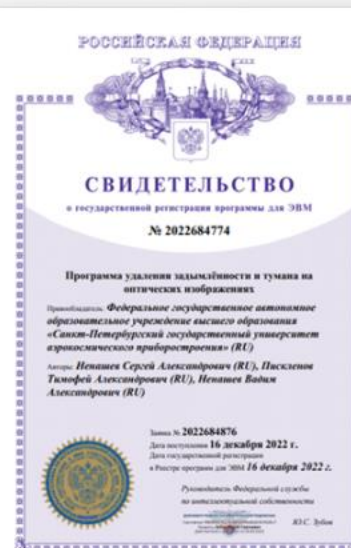 РОССИЙСКАЯ ФЕДЕРАЦИЯ
СВИДЕТЕЛЬСТВО
о государственной регистрации программы для ЭВМ
№ 2022684774
Программа удаления задымлённости и тумана на
оптических изображениях
Правообладатель: Федеральное государственное автономное
образовательное учреждение высшего образования
«Санкт-Петербургский государственный университет
аэрокосмического приборостроения» (RU)
Авторы: Ненашев Сергей Александрович (RU), Пискленов
Тимофей Александрович (RU), Ненашев Вадим
Александрович (RU)
Заявка № 2022684876
Дата поступления 16 декабря 2022 г.
Дата государственной регистрации
в Реестре программ для ЭВМ 16 декабря 2022 г.
Руководитель Федеральной службы
по интеллектуальной собственности
Ю.С. Зубов